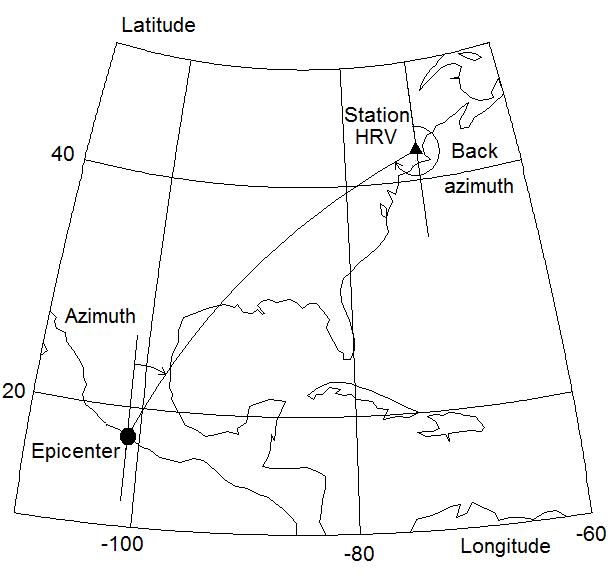 Latitude
Station
HRV
40
Back
azimuth
Azimuth
20
Epicenter
-100
-80
Longitude
-60